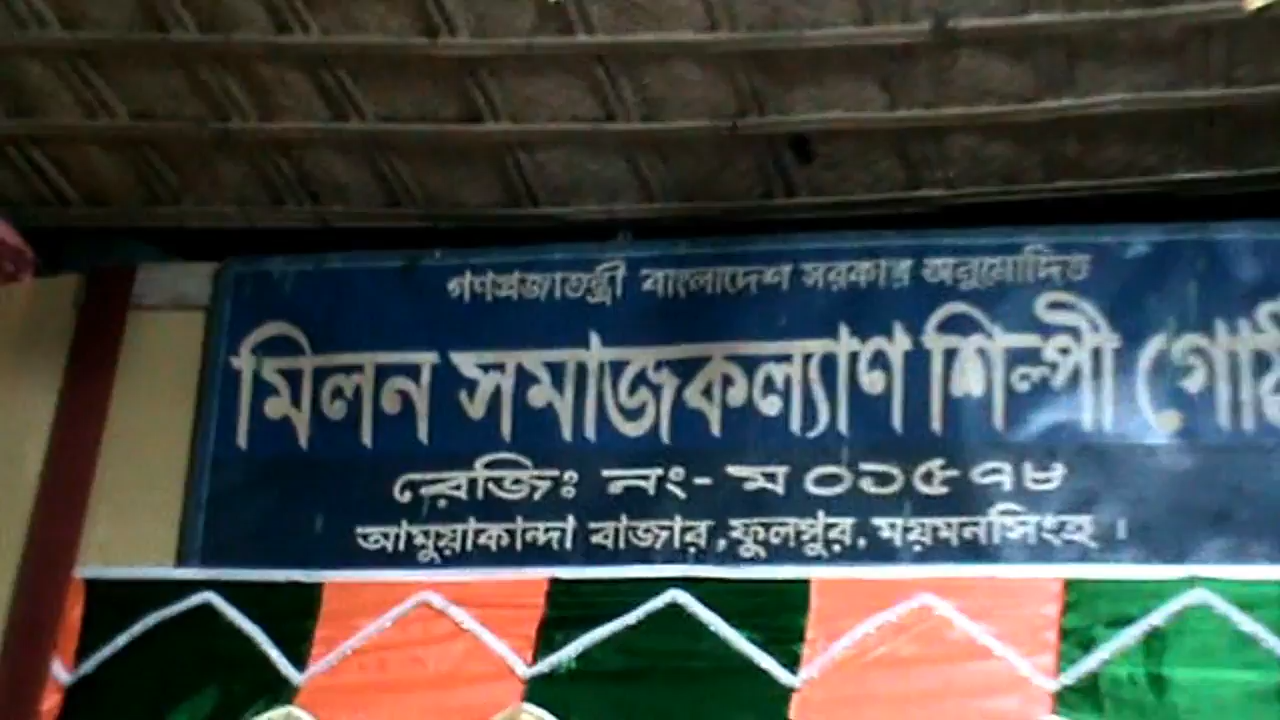 গণপ্রজাতন্ত্রী বাংলাদেশ সরকার অনুমোদিত
মিলন সমাজকল্যাণ শিল্পী
রেজিঃ নং- ম ০১৫৭৮
আমুয়াকান্দা বাজার, ফুলপুর, ময়মনসিংহ ।